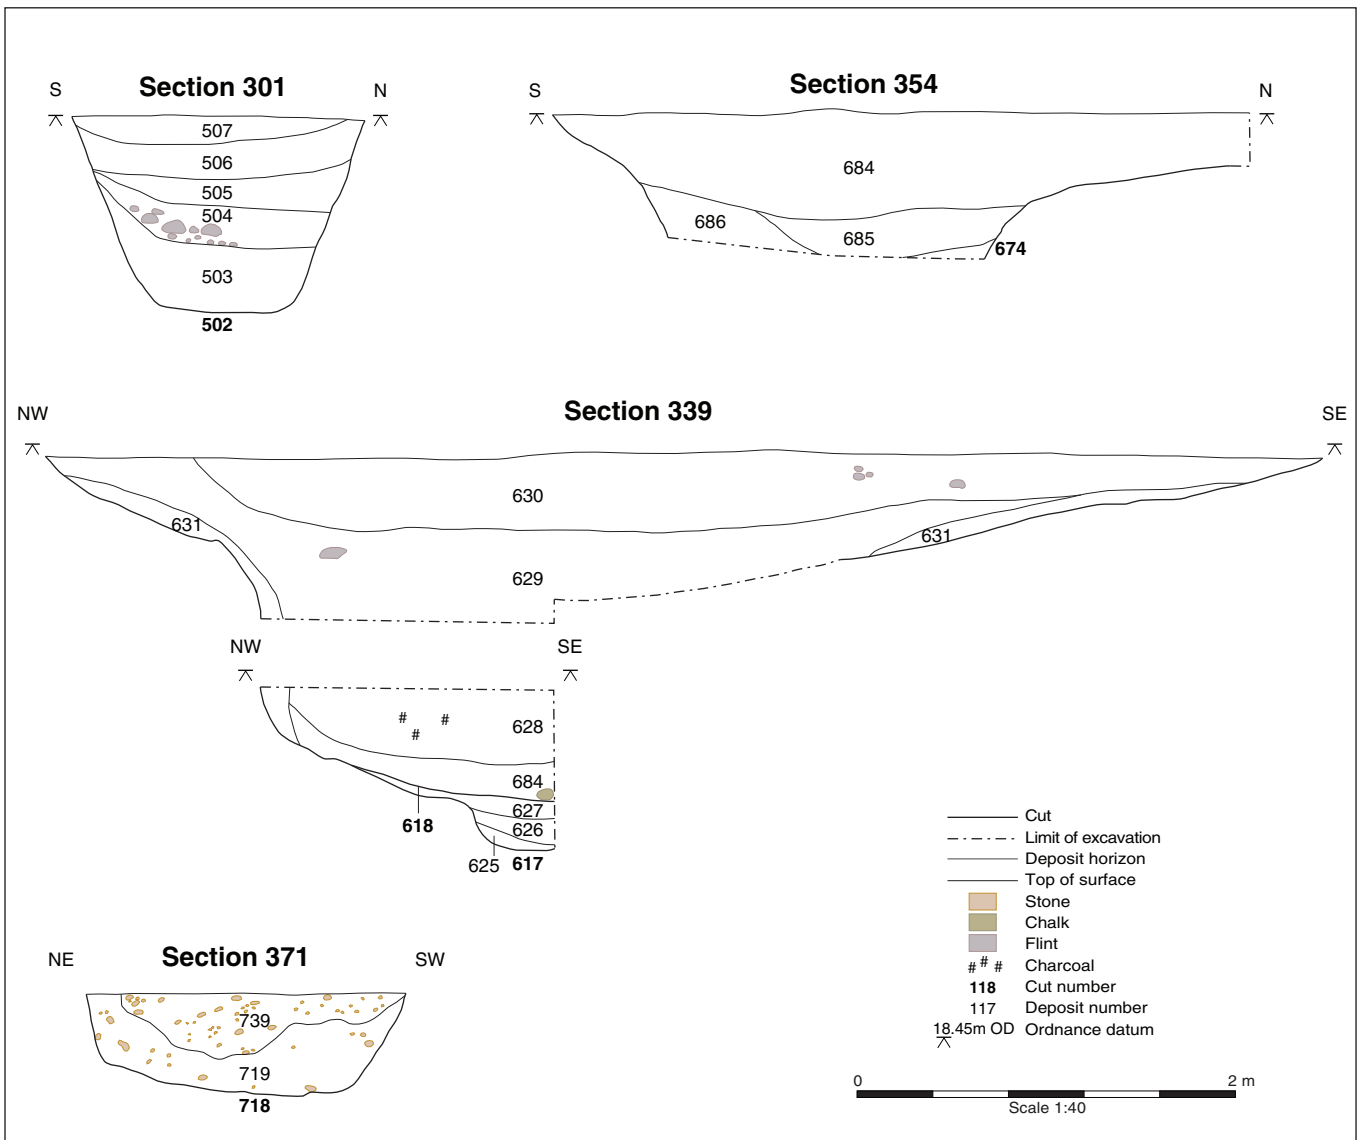 Section 301
S
N
507
506
505
504
503
502
Section 354
S
N
684
686
685
674
Section 339
NW
SE
630
631
631
629
NW
SE
628
684
618
627
626
625
617
Section 371
NE
SW
739
719
718
Cut
Limit of excavation
Deposit horizon
Top of surface
Stone
Chalk
Flint
# # # Charcoal
118 Cut number
117 Deposit number
18.45m OD Ordnance datum
0 2 m
Scale 1:40